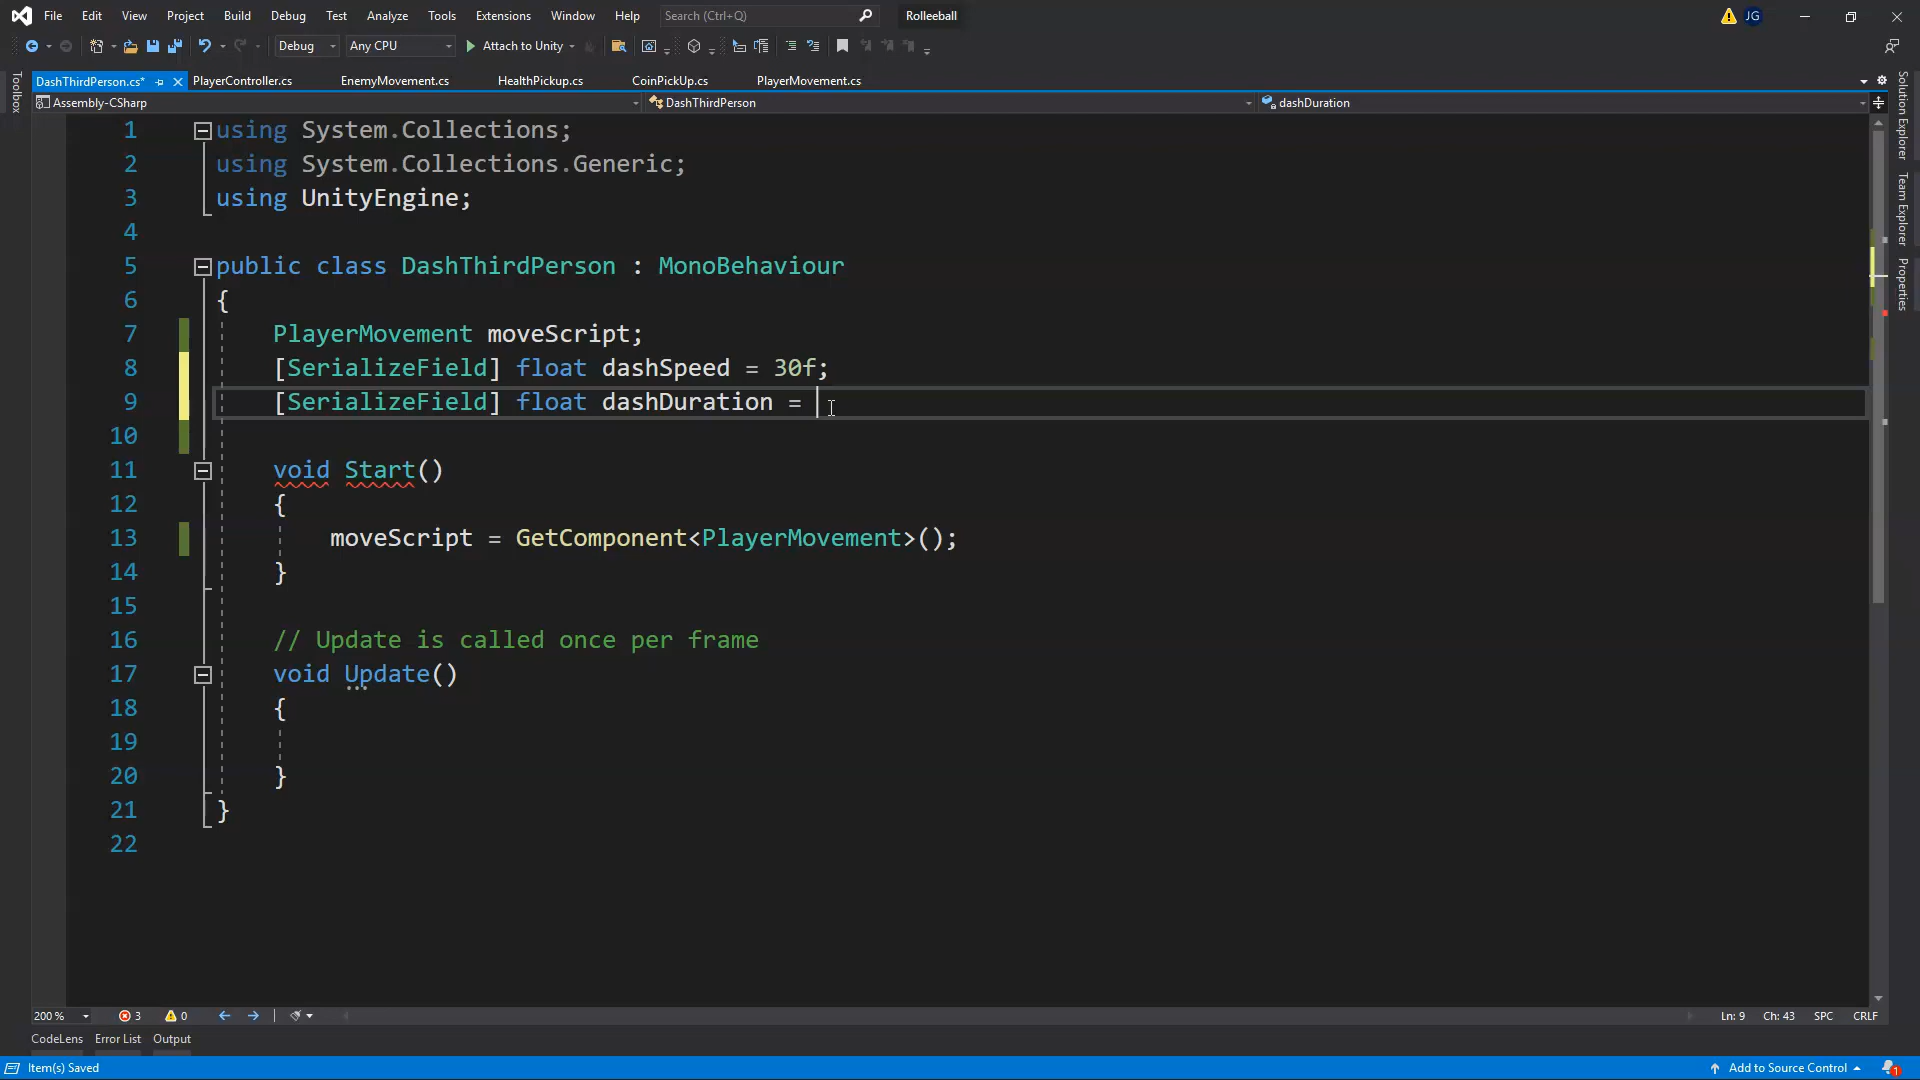 File Edit View Project Build Debug Test Analyze Tools Extensions Window Help Search (Ctrl+Q) Rolleeball JG
Debug Any CPU Attach to Unity
DashThirdPerson.cs* PlayerController.cs EnemyMovement.cs HealthPickup.cs CoinPickUp.cs PlayerMovement.cs
Assembly-CSharp DashThirdPerson dashDuration
Toolbox
Solution Explorer
Team Explorer
Properties
1 using System.Collections;
2 using System.Collections.Generic;
3 using UnityEngine;
4
5 public class DashThirdPerson : MonoBehaviour
6 {
7 PlayerMovement moveScript;
8 [SerializeField] float dashSpeed = 30f;
9 [SerializeField] float dashDuration =
10
11 void Start()
12 {
13 moveScript = GetComponent<PlayerMovement>();
14 }
15
16 // Update is called once per frame
17 void Update()
18 {
19
20 }
21 }
22
200 % 3 0 Ln: 9 Ch: 43 SPC CRLF
CodeLens Error List Output
Item(s) Saved Add to Source Control 1